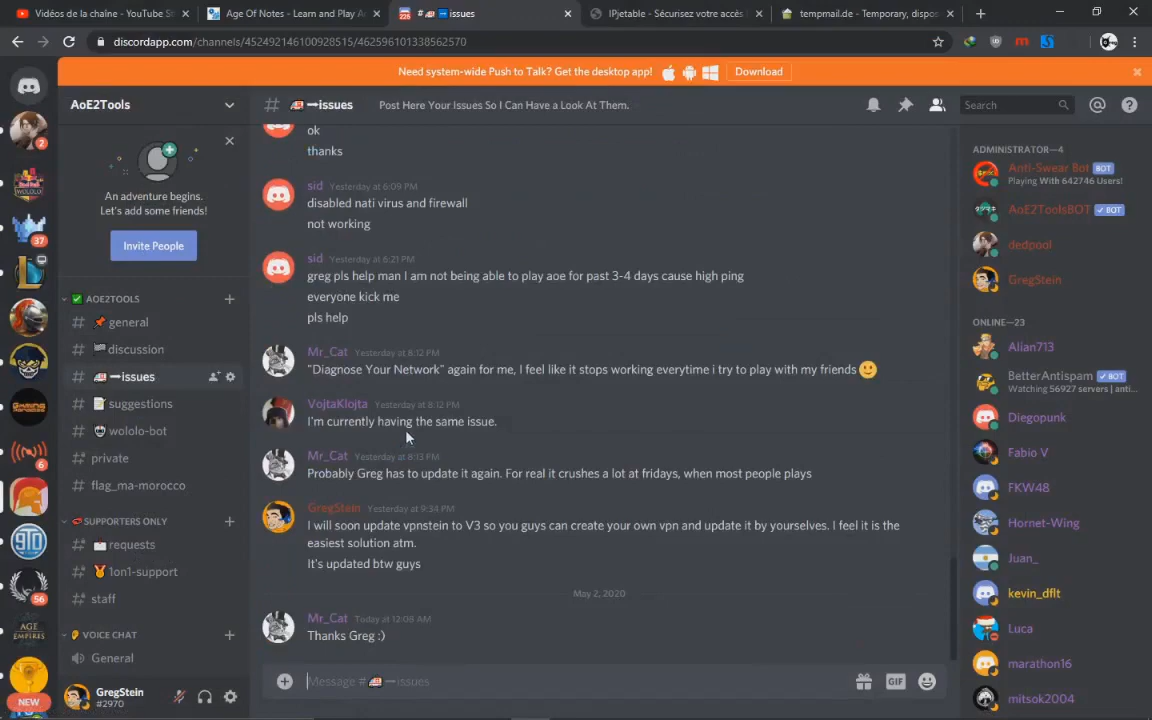 Vidéos de la chaîne - YouTube St
Age Of Notes - Learn and Play A
issues
IPjetable - Sécurisez votre accès
tempmail.de - Temporary, dispos
discordapp.com/channels/452492146100928515/462596101338562570
Need system-wide Push to Talk? Get the desktop app!
Download
AoE2Tools
issues
Post Here Your Issues So I Can Have a Look At Them.
Search
An adventure begins.
Let's add some friends!
Invite People
AOE2TOOLS
general
discussion
issues
suggestions
wololo-bot
private
flag_ma-morocco
SUPPORTERS ONLY
requests
1on1-support
staff
VOICE CHAT
General
GregStein
#2970
2
37
6
56
NEW
ok
thanks
sid Yesterday at 6:09 PM
disabled nati virus and firewall
not working
sid Yesterday at 6:21 PM
greg pls help man I am not being able to play aoe for past 3-4 days cause high ping
everyone kick me
pls help
Mr_Cat Yesterday at 8:12 PM
"Diagnose Your Network" again for me, I feel like it stops working everytime i try to play with my friends
VojtaKlojta Yesterday at 8:12 PM
I'm currently having the same issue.
Mr_Cat Yesterday at 8:13 PM
Probably Greg has to update it again. For real it crushes a lot at fridays, when most people plays
GregStein Yesterday at 9:34 PM
I will soon update vpnstein to V3 so you guys can create your own vpn and update it by yourselves. I feel it is the
easiest solution atm.
It's updated btw guys
May 2, 2020
Mr_Cat Today at 12:08 AM
Thanks Greg :)
Message # issues
GIF
ADMINISTRATOR—4
Anti-Swear Bot BOT
Playing With 642746 Users!
AoE2ToolsBOT BOT
dedpool
GregStein
ONLINE—23
Alian713
BetterAntispam BOT
Watching 56927 servers | anti...
Diegopunk
Fabio V
FKW48
Hornet-Wing
Juan_
kevin_dflt
Luca
marathon16
mitsok2004